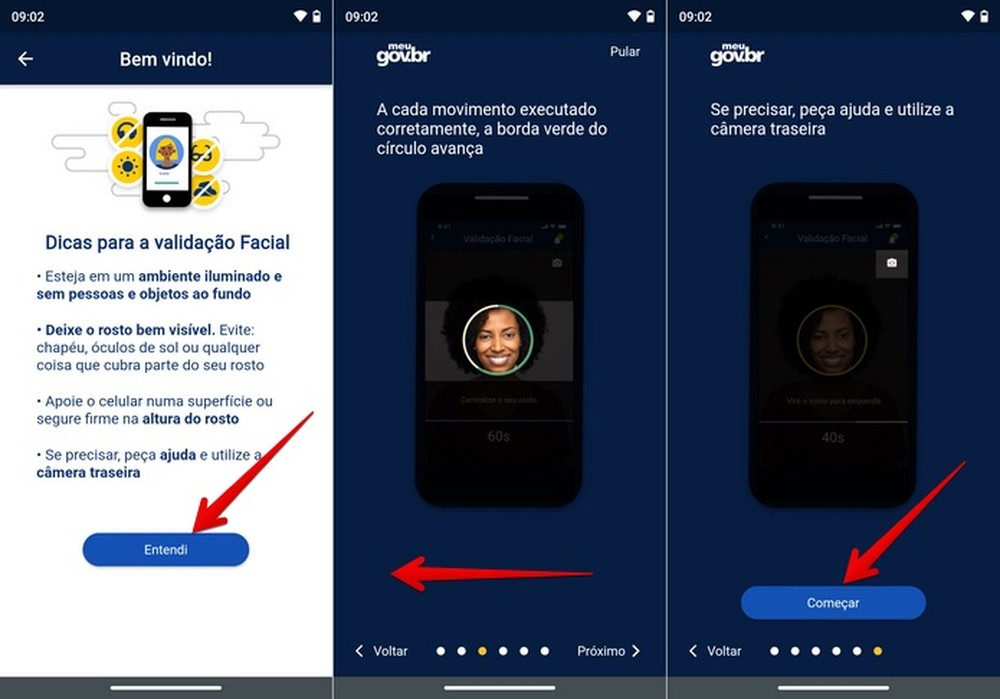 09:02
Bem vindo!
Dicas para a validação Facial
• Esteja em um ambiente iluminado e
sem pessoas e objetos ao fundo
• Deixe o rosto bem visível. Evite:
chapéu, óculos de sol ou qualquer
coisa que cubra parte do seu rosto
• Apoie o celular numa superfície ou
segure firme na altura do rosto
• Se precisar, peça ajuda e utilize a
câmera traseira
Entendi
09:02
meu
gov.br
Pular
A cada movimento executado
corretamente, a borda verde do
círculo avança
9:41
Validação Facial
Centralize o seu rosto
60s
Voltar
Próximo
09:02
meu
gov.br
Se precisar, peça ajuda e utilize a
câmera traseira
9:41
Validação Facial
Vire o rosto para esquerda
40s
Começar
Voltar